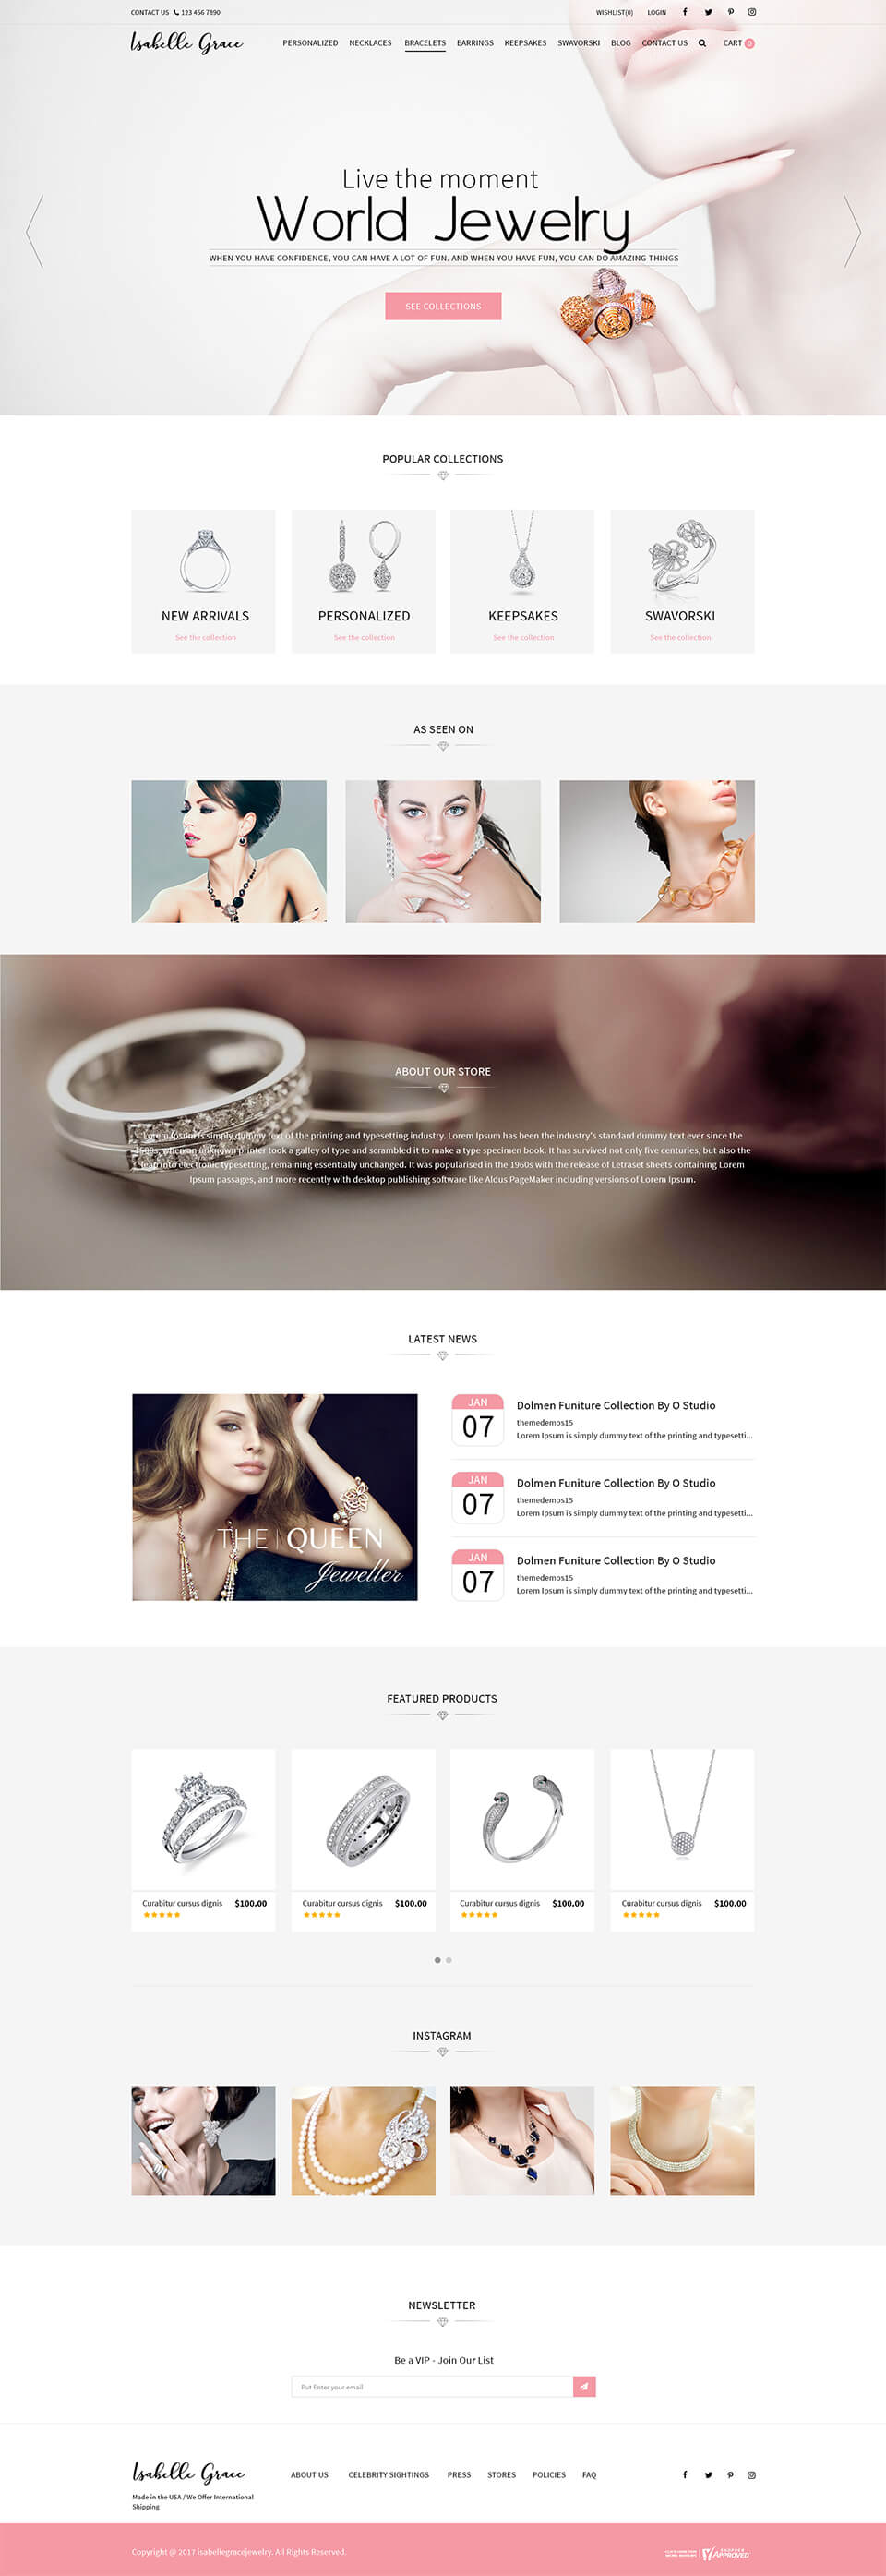 CONTACT US 123 456 7890
WISHLIST(0) LOGIN
Isabelle Grace
PERSONALIZED NECKLACES BRACELETS EARRINGS KEEPSAKES SWAVORSKI BLOG CONTACT US CART 0
Live the moment
World Jewelry
WHEN YOU HAVE CONFIDENCE, YOU CAN HAVE A LOT OF FUN. AND WHEN YOU HAVE FUN, YOU CAN DO AMAZING THINGS
SEE COLLECTIONS
POPULAR COLLECTIONS
NEW ARRIVALS
See the collection
PERSONALIZED
See the collection
KEEPSAKES
See the collection
SWAVORSKI
See the collection
AS SEEN ON
ABOUT OUR STORE
Lorem Ipsum is simply dummy text of the printing and typesetting industry. Lorem Ipsum has been the industry's standard dummy text ever since the
when an unknown printer took a galley of type and scrambled it to make a type specimen book. It has survived not only five centuries, but also the
leap into electronic typesetting, remaining essentially unchanged. It was popularised in the 1960s with the release of Letraset sheets containing Lorem
Ipsum passages, and more recently with desktop publishing software like Aldus PageMaker including versions of Lorem Ipsum.
LATEST NEWS
THE QUEEN
Jeweller
JAN
07
Dolmen Funiture Collection By O Studio
themedemos15
Lorem Ipsum is simply dummy text of the printing and typesetti...
JAN
07
Dolmen Funiture Collection By O Studio
themedemos15
Lorem Ipsum is simply dummy text of the printing and typesetti...
JAN
07
Dolmen Funiture Collection By O Studio
themedemos15
Lorem Ipsum is simply dummy text of the printing and typesetti...
FEATURED PRODUCTS
Curabitur cursus dignis $100.00
Curabitur cursus dignis $100.00
Curabitur cursus dignis $100.00
Curabitur cursus dignis $100.00
INSTAGRAM
NEWSLETTER
Be a VIP - Join Our List
Put Enter your email
Isabelle Grace
Made in the USA / We Offer International
Shipping
ABOUT US CELEBRITY SIGHTINGS PRESS STORES POLICIES FAQ
Copyright @ 2017 isabellegracejewelry. All Rights Reserved.
SHOPPER
APPROVED